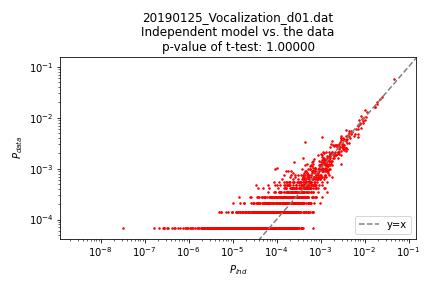 20190125_Vocalization_d01.dat
Independent model vs. the data
p-value of t-test: 1.00000
10⁻¹
10⁻²
10⁻³
10⁻⁴
P_data
y=x
10⁻⁸ 10⁻⁷ 10⁻⁶ 10⁻⁵ 10⁻⁴ 10⁻³ 10⁻² 10⁻¹
P_ind